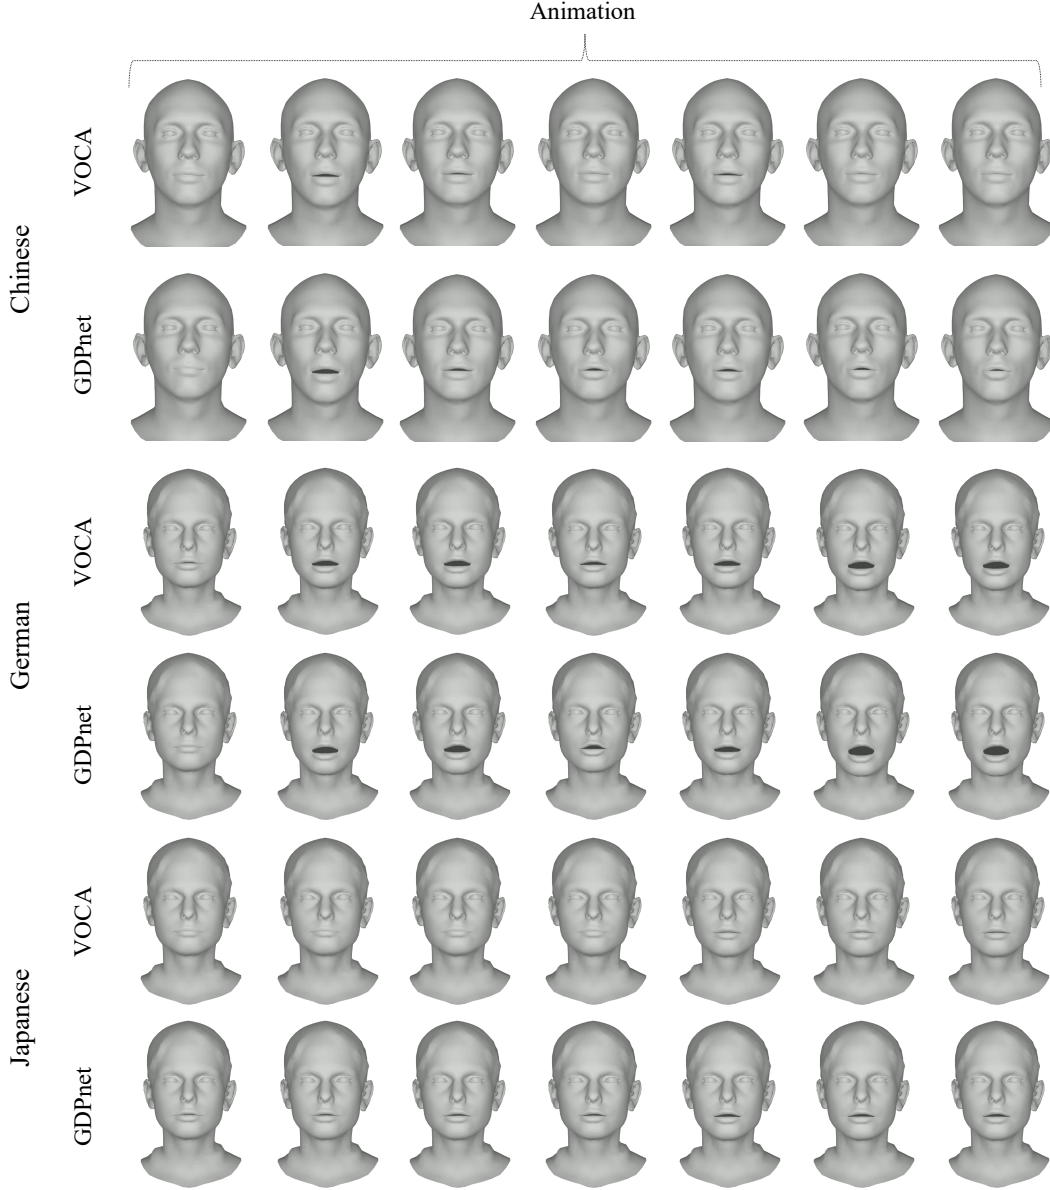 Animation
Chinese
VOCA
GDPnet
German
VOCA
GDPnet
Japanese
VOCA
GDPnet